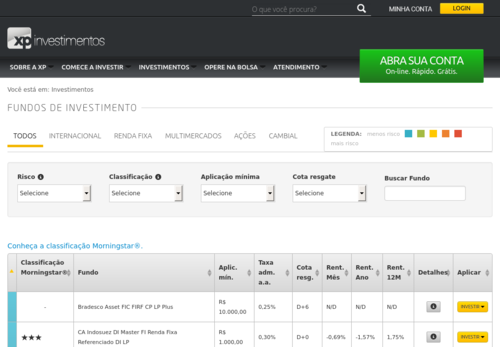 O que você procura?
MINHA CONTA
LOGIN
xp investimentos
ABRA SUA CONTA
On-line. Rápido. Grátis.
SOBRE A XP
COMECE A INVESTIR
INVESTIMENTOS
OPERE NA BOLSA
ATENDIMENTO
Você está em: Investimentos
FUNDOS DE INVESTIMENTO
TODOS
INTERNACIONAL
RENDA FIXA
MULTIMERCADOS
AÇÕES
CAMBIAL
LEGENDA: menos risco
mais risco
Risco
Classificação
Aplicação mínima
Cota resgate
Buscar Fundo
Selecione
Selecione
Selecione
Selecione
Conheça a classificação Morningstar®.
Classificação
Morningstar®
Fundo
Aplic.
mín.
Taxa
adm.
a.a.
Cota
resg.
Rent.
Mês
Rent.
Ano
Rent.
12M
Detalhes
Aplicar
-
Bradesco Asset FIC FIRF CP LP Plus
R$
10.000,00
0,25%
D+6
N/D
N/D
N/D
INVESTIR
★★★
CA Indosuez DI Master FI Renda Fixa
Referenciado DI LP
R$
1.000,00
0,30%
D+0
-0,69%
-1,57%
1,75%
INVESTIR